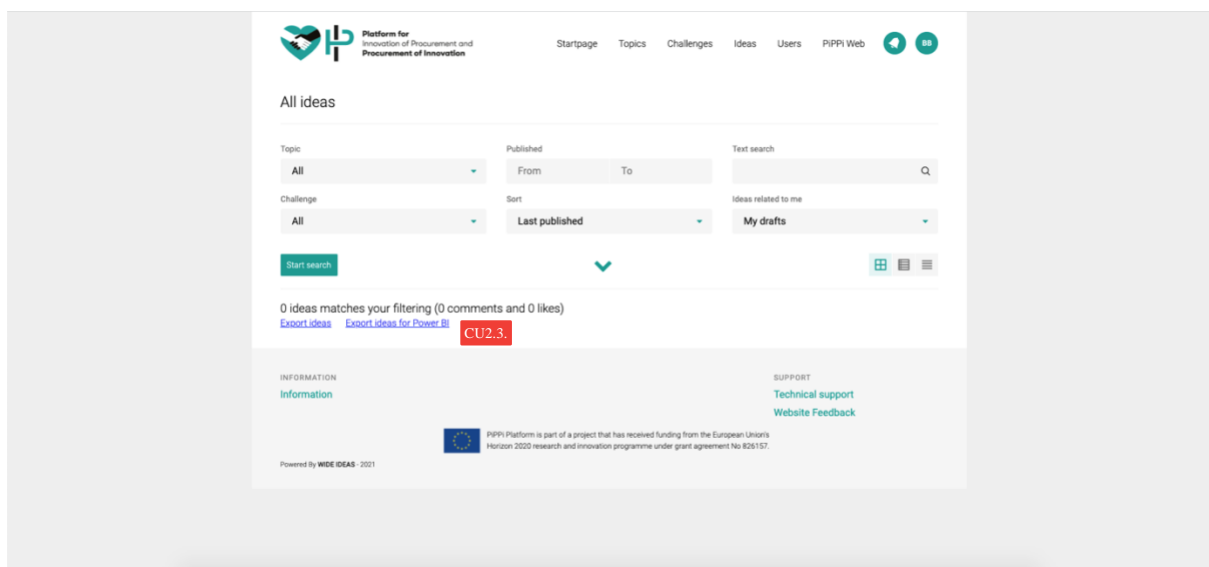 Platform for
Innovation of Procurement and
Procurement of Innovation
Startpage Topics Challenges Ideas Users PiPPi Web BB
All ideas
Topic Published Text search
All From To
Challenge Sort Ideas related to me
All Last published My drafts
Start search
0 ideas matches your filtering (0 comments and 0 likes)
Export ideas Export ideas for Power BI
CU2.3.
INFORMATION SUPPORT
Information Technical support
Website Feedback
PiPPi Platform is part of a project that has received funding from the European Union's
Horizon 2020 research and innovation programme under grant agreement No 826157.
Powered By WIDE IDEAS - 2021